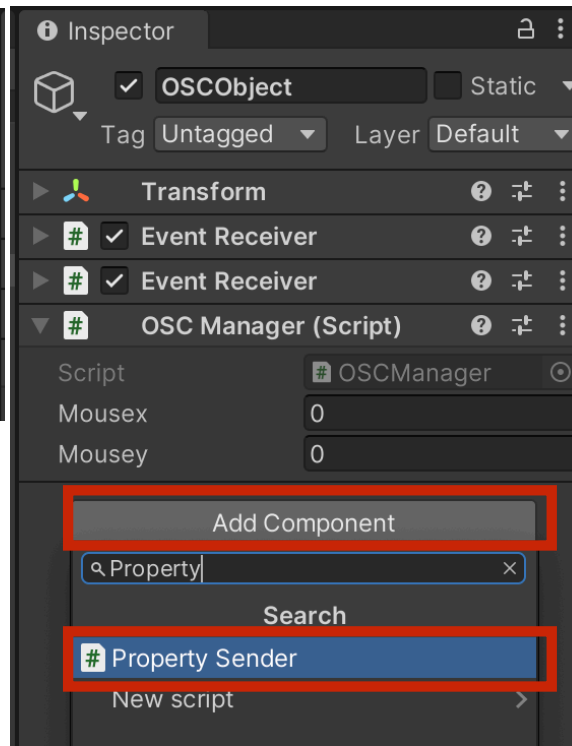 Inspector
OSCObject Static
Tag Untagged Layer Default
Transform
# Event Receiver
# Event Receiver
# OSC Manager (Script)
Script # OSCManager
Mousex 0
Mousey 0
Add Component
Property
Search
# Property Sender
New script